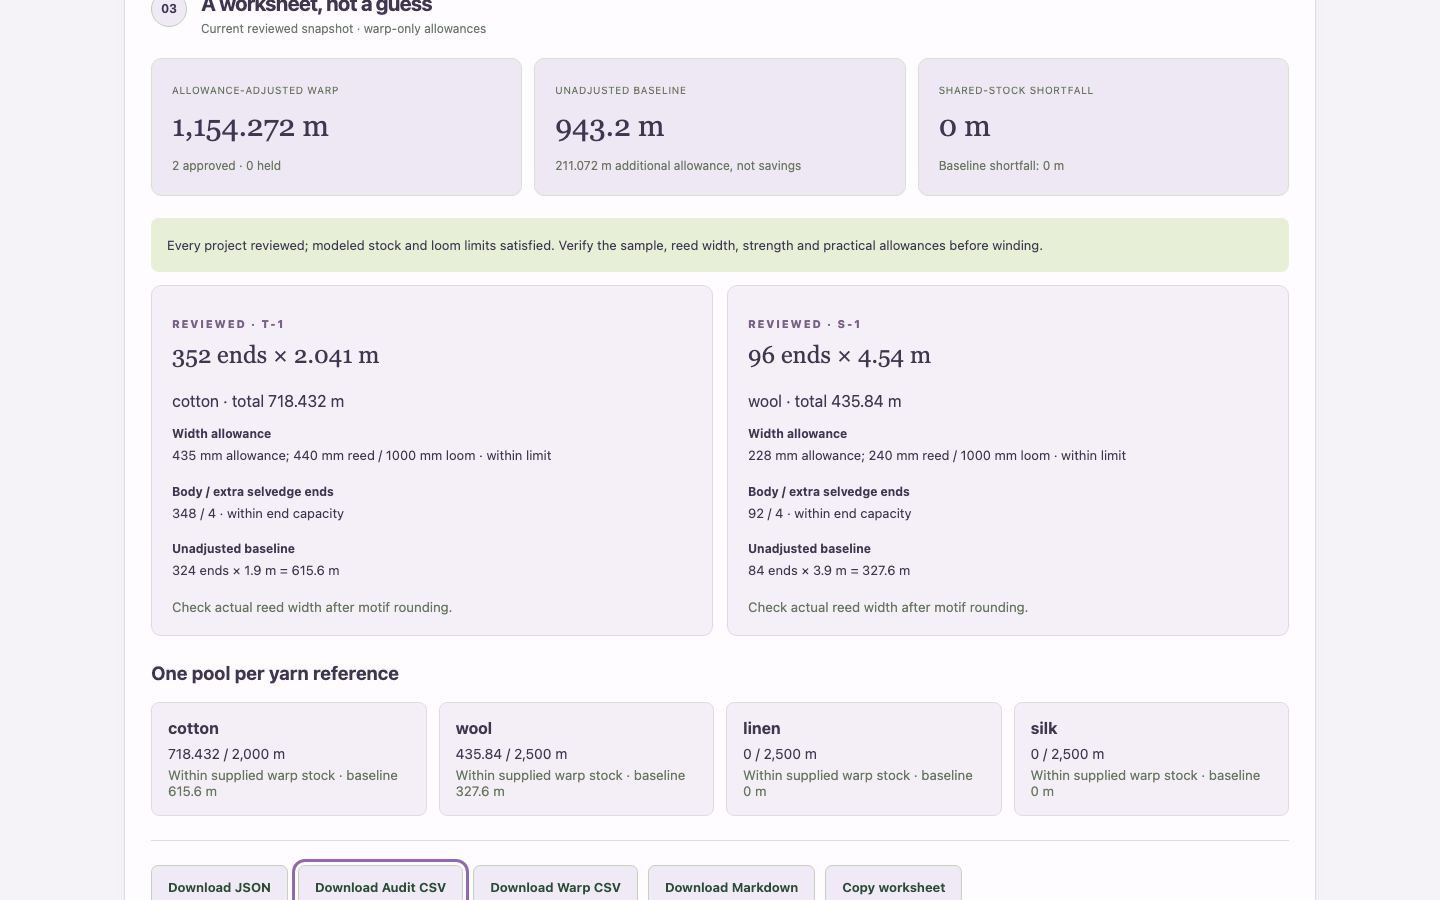 03
A worksheet, not a guess
Current reviewed snapshot · warp-only allowances
ALLOWANCE-ADJUSTED WARP
1,154.272 m
2 approved · 0 held
UNADJUSTED BASELINE
943.2 m
211.072 m additional allowance, not savings
SHARED-STOCK SHORTFALL
0 m
Baseline shortfall: 0 m
Every project reviewed; modeled stock and loom limits satisfied. Verify the sample, reed width, strength and practical allowances before winding.
REVIEWED · T-1
352 ends × 2.041 m
cotton · total 718.432 m
Width allowance
435 mm allowance; 440 mm reed / 1000 mm loom · within limit
Body / extra selvedge ends
348 / 4 · within end capacity
Unadjusted baseline
324 ends × 1.9 m = 615.6 m
Check actual reed width after motif rounding.
REVIEWED · S-1
96 ends × 4.54 m
wool · total 435.84 m
Width allowance
228 mm allowance; 240 mm reed / 1000 mm loom · within limit
Body / extra selvedge ends
92 / 4 · within end capacity
Unadjusted baseline
84 ends × 3.9 m = 327.6 m
Check actual reed width after motif rounding.
One pool per yarn reference
cotton
718.432 / 2,000 m
Within supplied warp stock · baseline
615.6 m
wool
435.84 / 2,500 m
Within supplied warp stock · baseline
327.6 m
linen
0 / 2,500 m
Within supplied warp stock · baseline
0 m
silk
0 / 2,500 m
Within supplied warp stock · baseline
0 m
Download JSON
Download Audit CSV
Download Warp CSV
Download Markdown
Copy worksheet